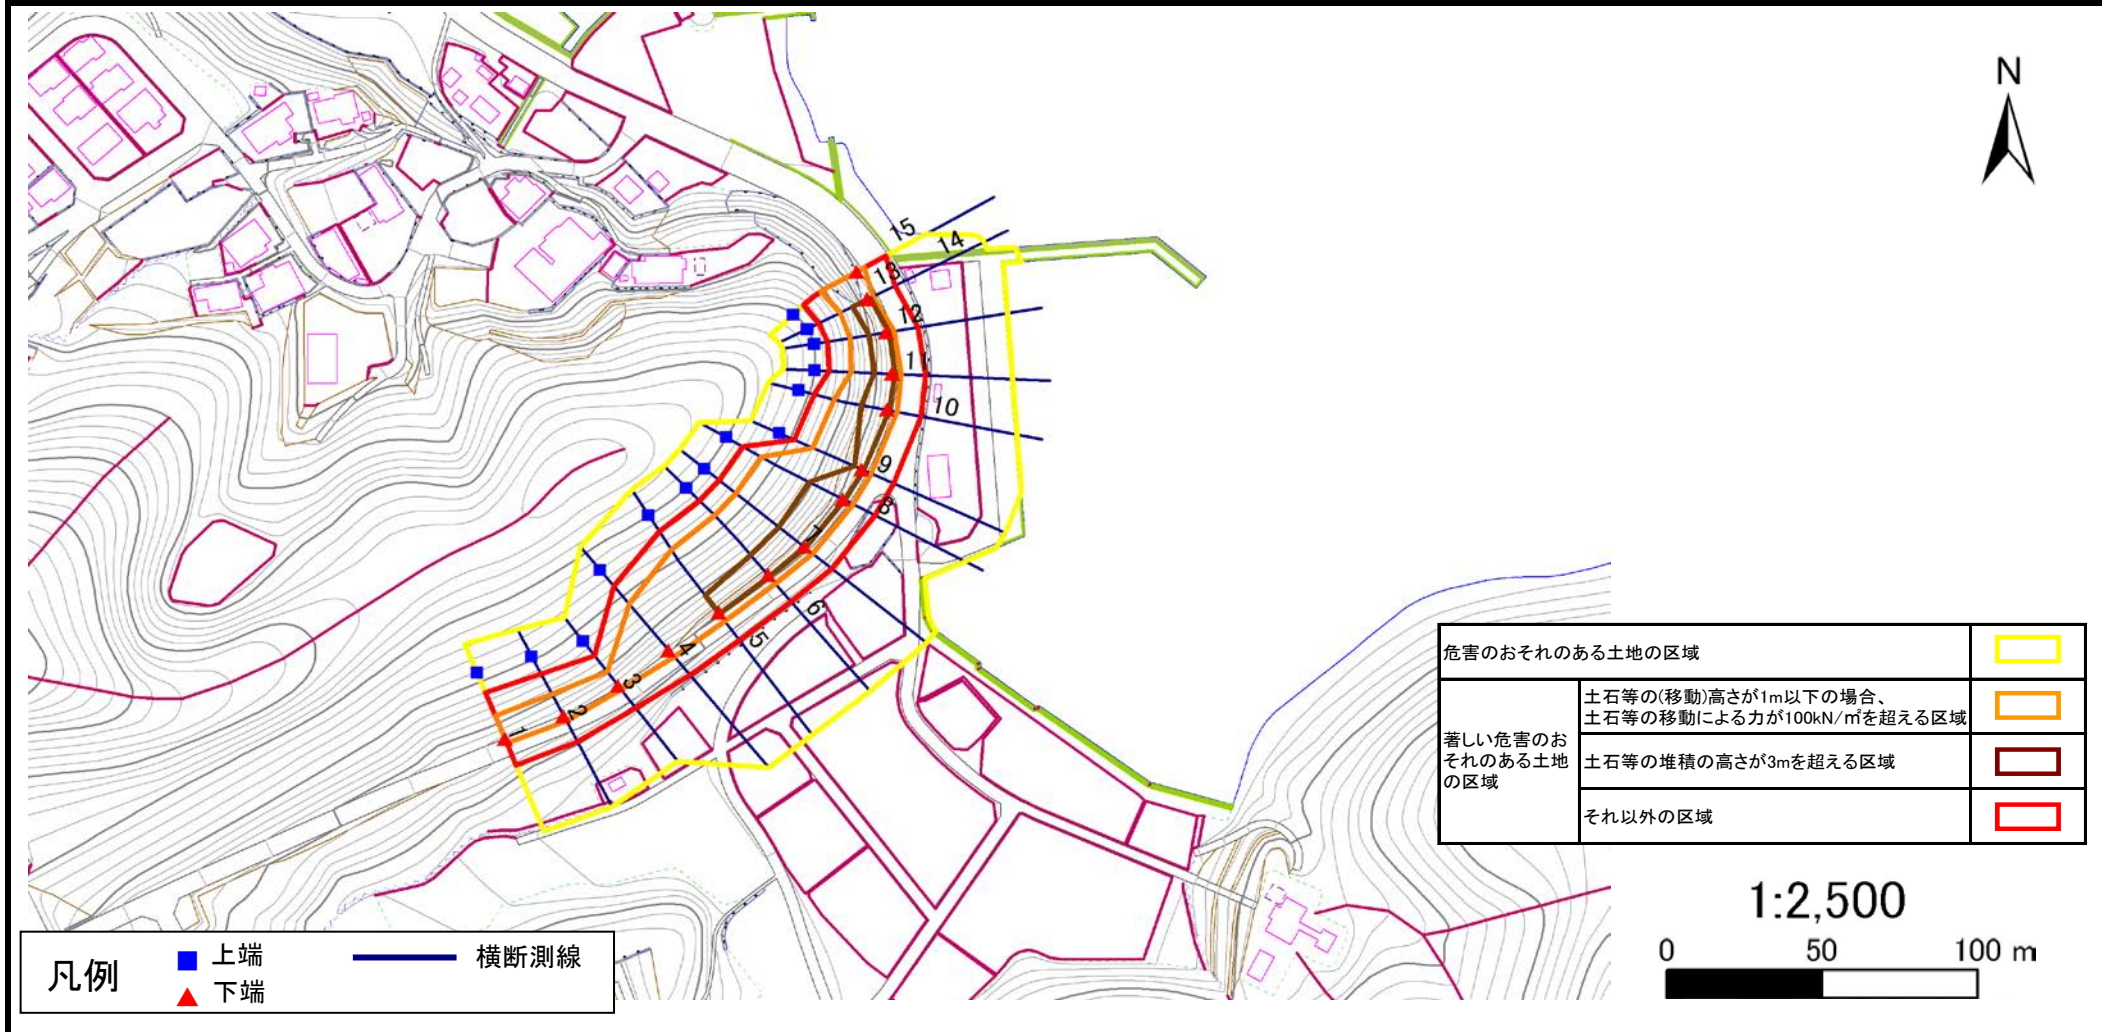 N
15
14
13
12
11
10
9
8
7
6
5
4
3
2
1
危害のおそれのある土地の区域
著しい危害のお
それのある土地
の区域
土石等の(移動)高さが1m以下の場合、
土石等の移動による力が100kN/㎡を超える区域
土石等の堆積の高さが3mを超える区域
それ以外の区域
1:2,500
0 50 100 m
凡例
上端
下端
横断測線